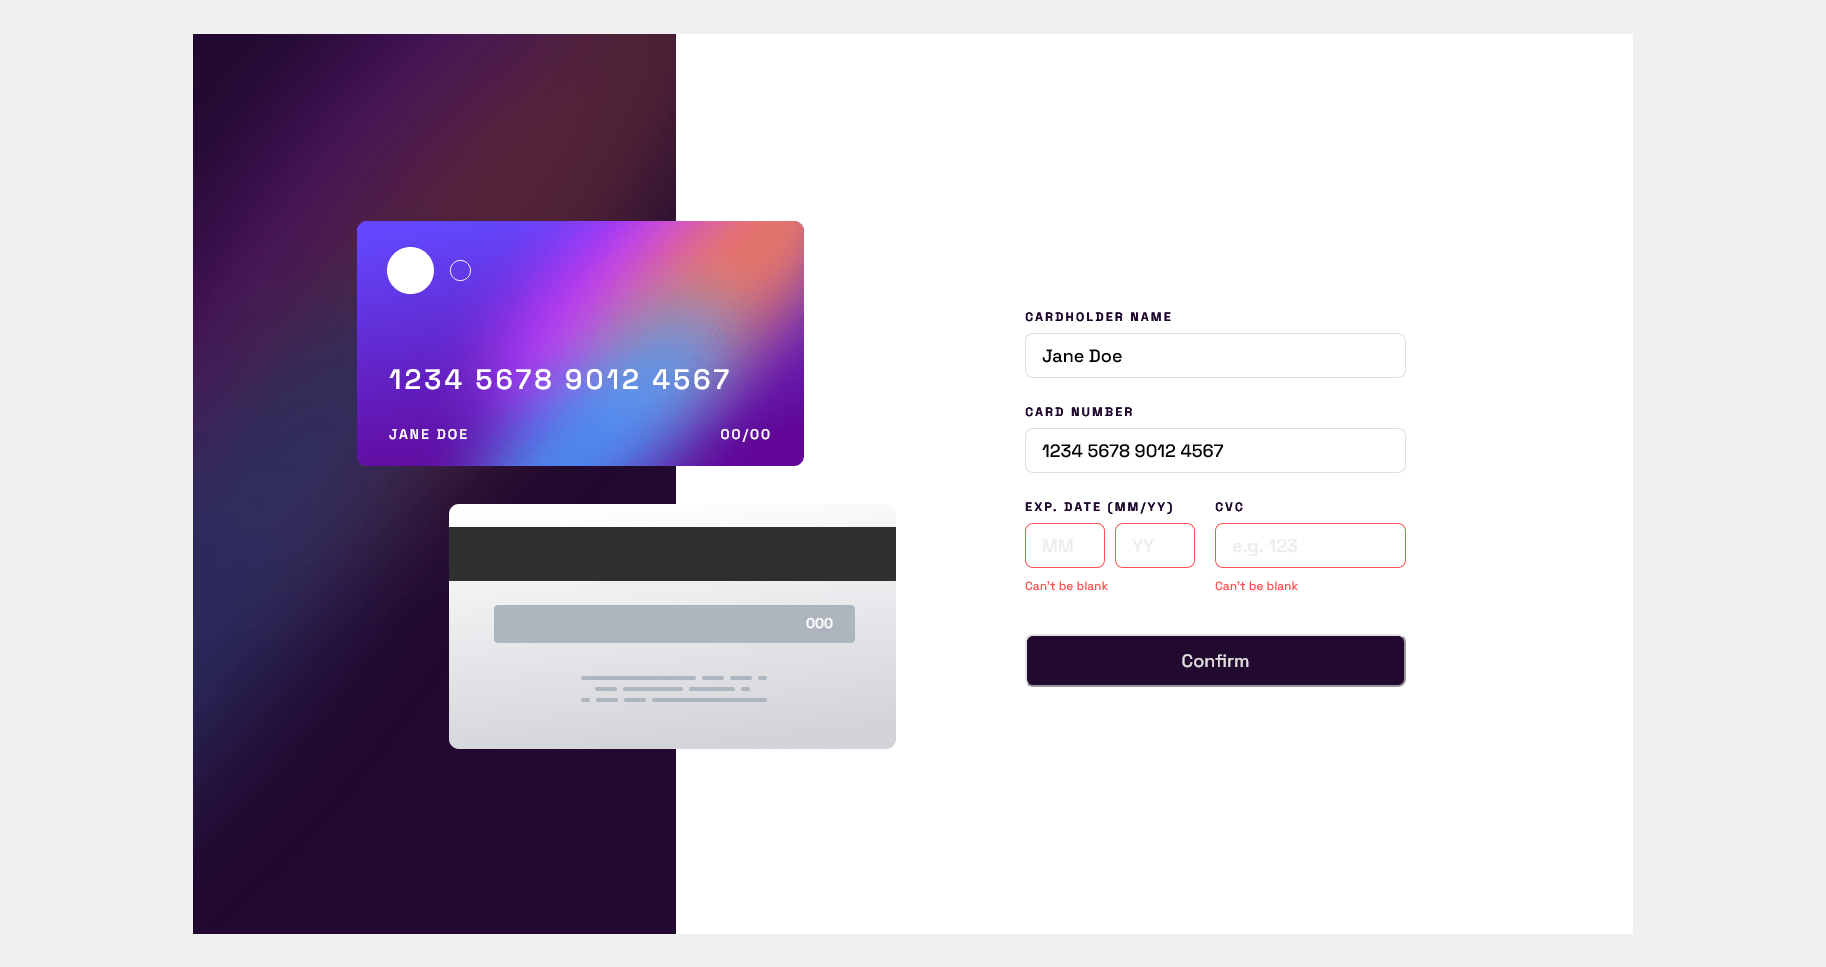 1234 5678 9012 4567
JANE DOE 00/00
000
CARDHOLDER NAME
Jane Doe
CARD NUMBER
1234 5678 9012 4567
EXP. DATE (MM/YY) CVC
MM YY e.g. 123
Can't be blank Can't be blank
Confirm